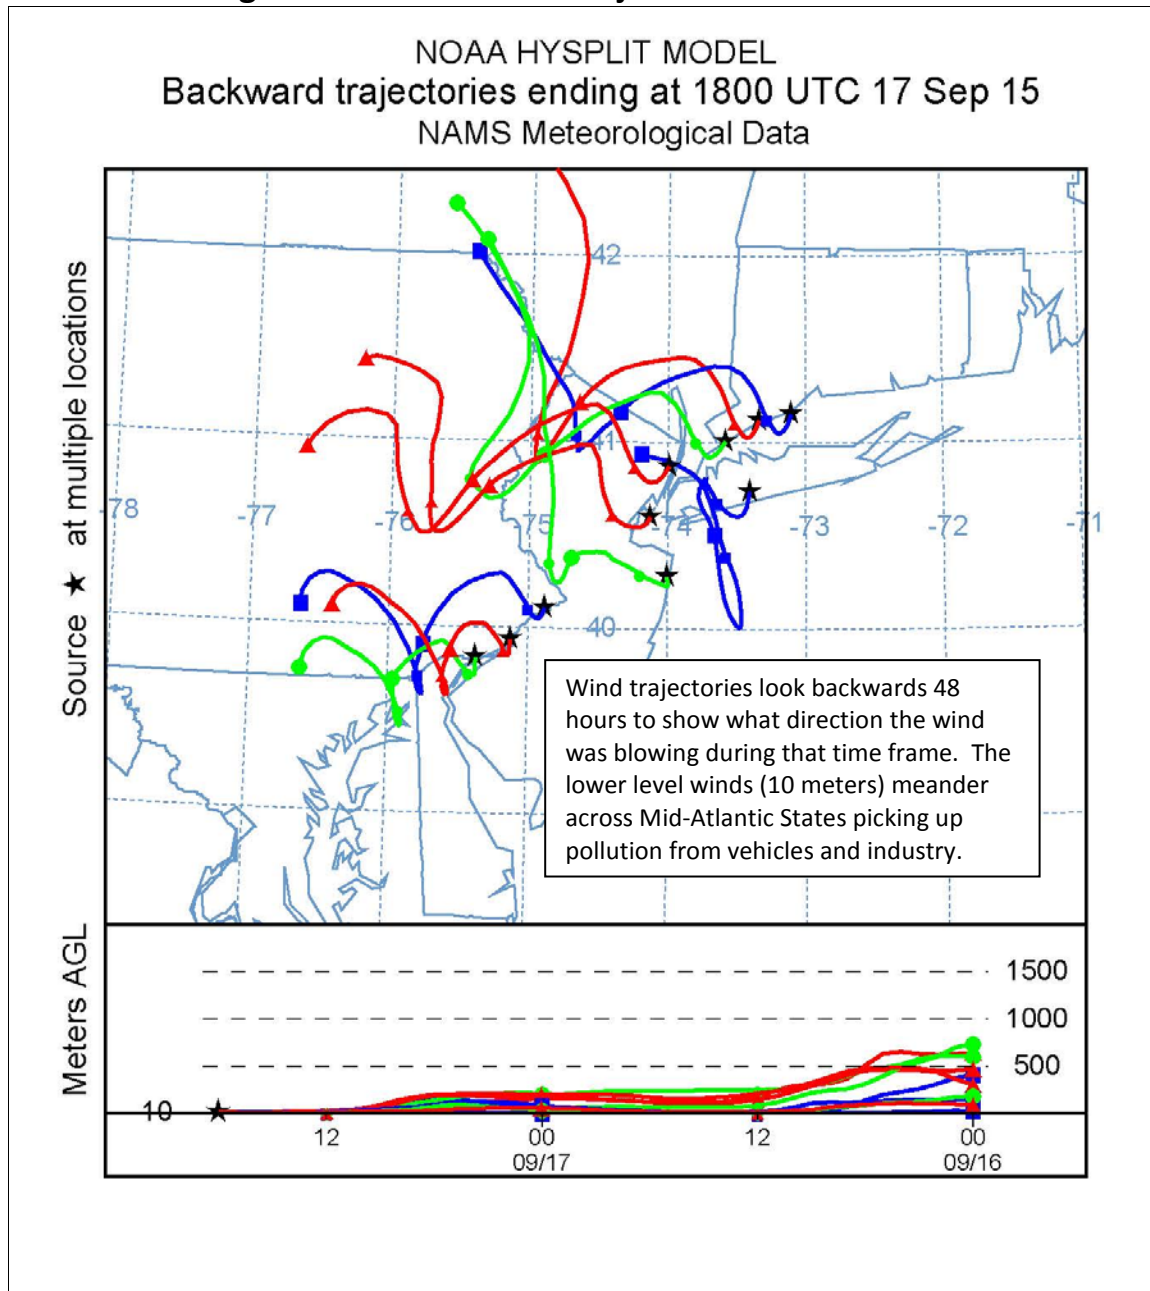 NOAA HYSPLIT MODEL
Backward trajectories ending at 1800 UTC 17 Sep 15
NAMS Meteorological Data
Source ★ at multiple locations
42
41
-78
-77
-76
-75
-74
-73
-72
-71
40
Wind trajectories look backwards 48
hours to show what direction the wind
was blowing during that time frame. The
lower level winds (10 meters) meander
across Mid-Atlantic States picking up
pollution from vehicles and industry.
Meters AGL
1500
1000
500
10
12
00
12
00
09/17
09/16